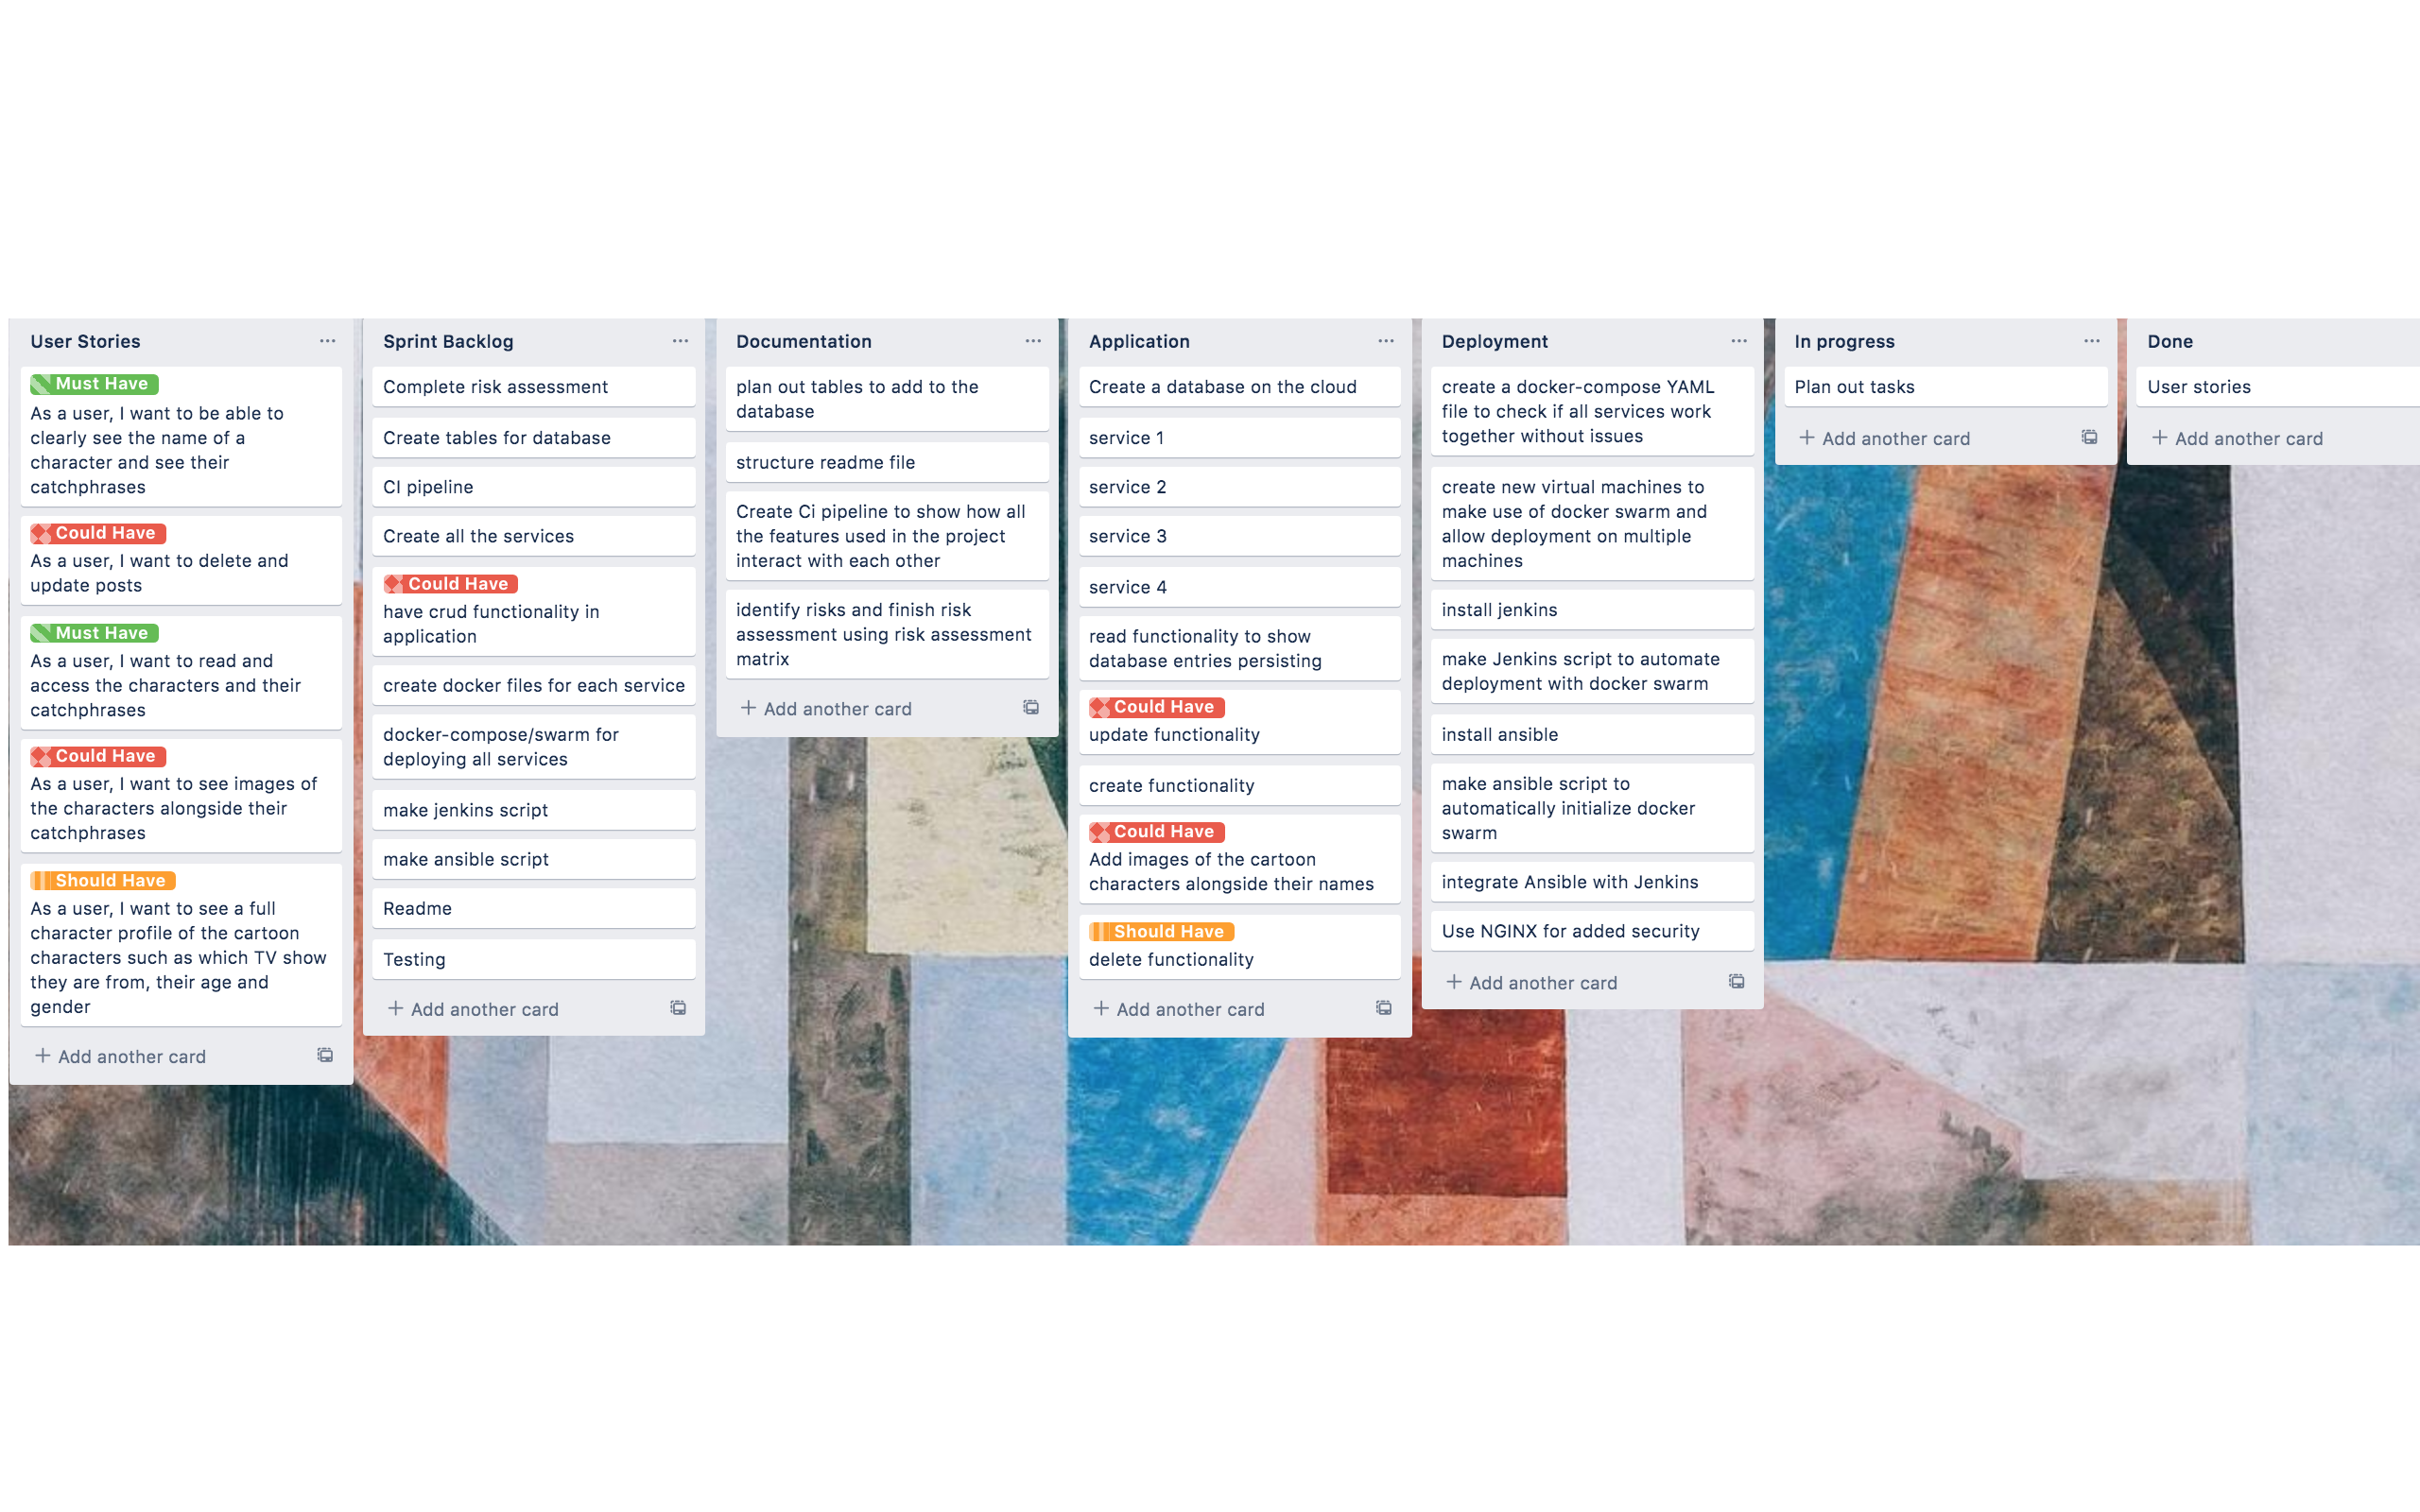 User Stories
Must Have
As a user, I want to be able to
clearly see the name of a
character and see their
catchphrases
Could Have
As a user, I want to delete and
update posts
Must Have
As a user, I want to read and
access the characters and their
catchphrases
Could Have
As a user, I want to see images of
the characters alongside their
catchphrases
Should Have
As a user, I want to see a full
character profile of the cartoon
characters such as which TV show
they are from, their age and
gender
+ Add another card
Sprint Backlog
Complete risk assessment
Create tables for database
CI pipeline
Create all the services
Could Have
have crud functionality in
application
create docker files for each service
docker-compose/swarm for
deploying all services
make jenkins script
make ansible script
Readme
Testing
+ Add another card
Documentation
plan out tables to add to the
database
structure readme file
Create Ci pipeline to show how all
the features used in the project
interact with each other
identify risks and finish risk
assessment using risk assessment
matrix
+ Add another card
Application
Create a database on the cloud
service 1
service 2
service 3
service 4
read functionality to show
database entries persisting
Could Have
update functionality
create functionality
Could Have
Add images of the cartoon
characters alongside their names
Should Have
delete functionality
+ Add another card
Deployment
create a docker-compose YAML
file to check if all services work
together without issues
create new virtual machines to
make use of docker swarm and
allow deployment on multiple
machines
install jenkins
make Jenkins script to automate
deployment with docker swarm
install ansible
make ansible script to
automatically initialize docker
swarm
integrate Ansible with Jenkins
Use NGINX for added security
+ Add another card
In progress
Plan out tasks
+ Add another card
Done
User stories
+ Add another card